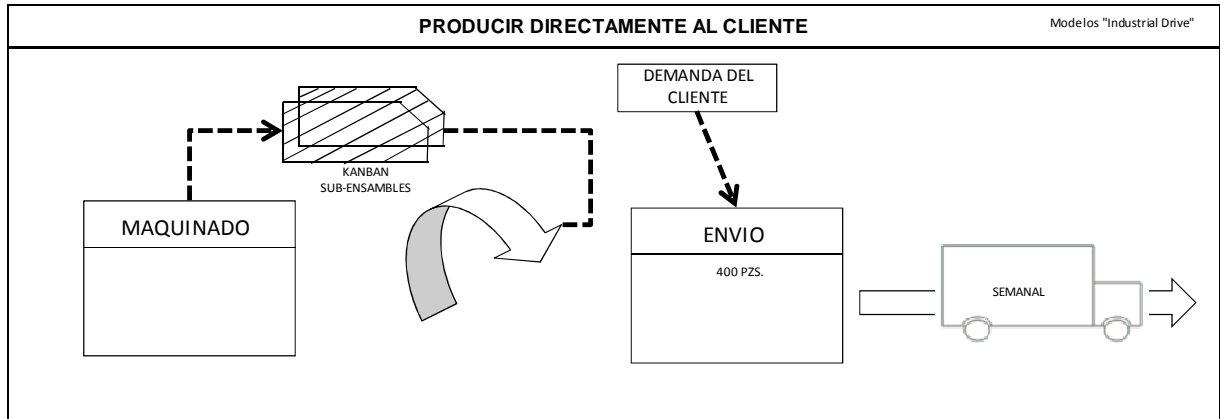 PRODUCIR DIRECTAMENTE AL CLIENTE
Modelos "Industrial Drive"
DEMANDA DEL
CLIENTE
KANBAN
SUB-ENSAMBLES
MAQUINADO
ENVIO
400 PZS.
SEMANAL